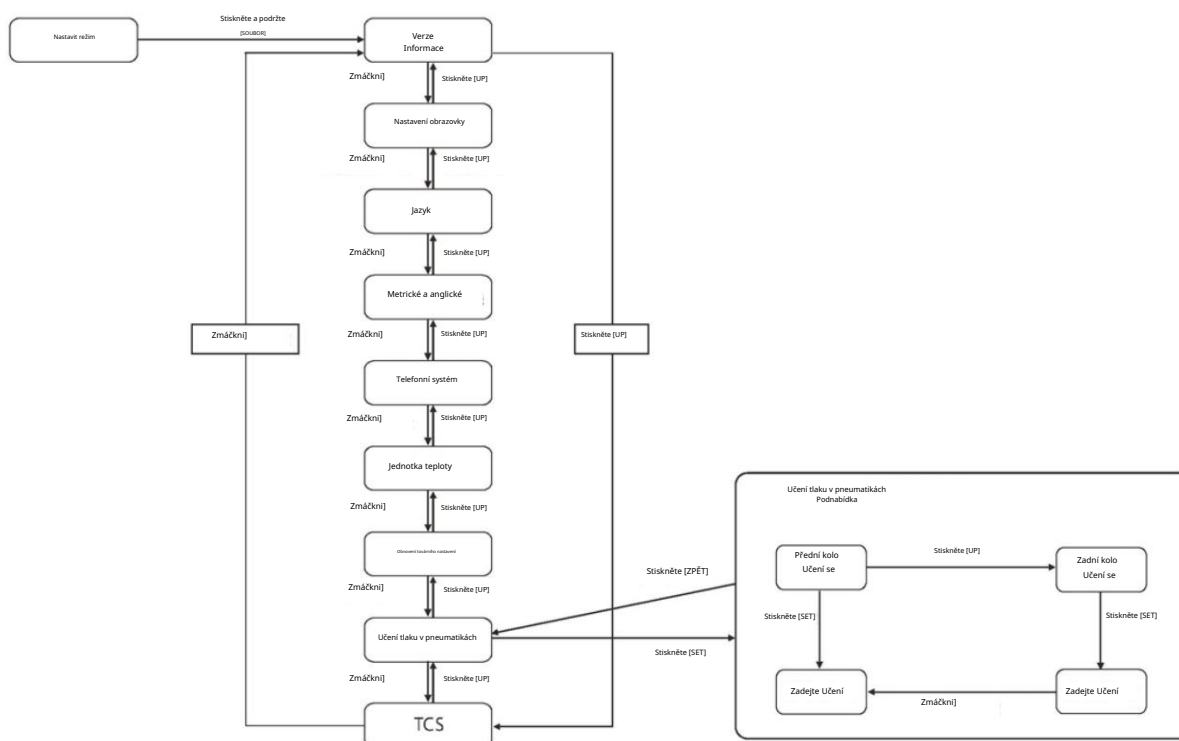 Stiskněte a podržte
[SOUBOR]
Nastavit režim
Verze
Informace
Zmáčkni]
Stiskněte [UP]
Nastavení obrazovky
Zmáčkni]
Stiskněte [UP]
Jazyk
Zmáčkni]
Stiskněte [UP]
Metrické a anglické
Zmáčkni]
Zmáčkni]
Stiskněte [UP]
Stiskněte [UP]
Telefonní systém
Zmáčkni]
Stiskněte [UP]
Jednotka teploty
Zmáčkni]
Stiskněte [UP]
Obnovení továrního nastavení
Zmáčkni]
Stiskněte [UP]
Učení tlaku v pneumatikách
Zmáčkni]
Stiskněte [UP]
TCS
Stiskněte [ZPĚT]
Stiskněte [SET]
Učení tlaku v pneumatikách
Podnabídka
Přední kolo
Učení se
Stiskněte [UP]
Zadní kolo
Učení se
Stiskněte [SET]
Stiskněte [SET]
Zadejte Učení
Zmáčkni]
Zadejte Učení